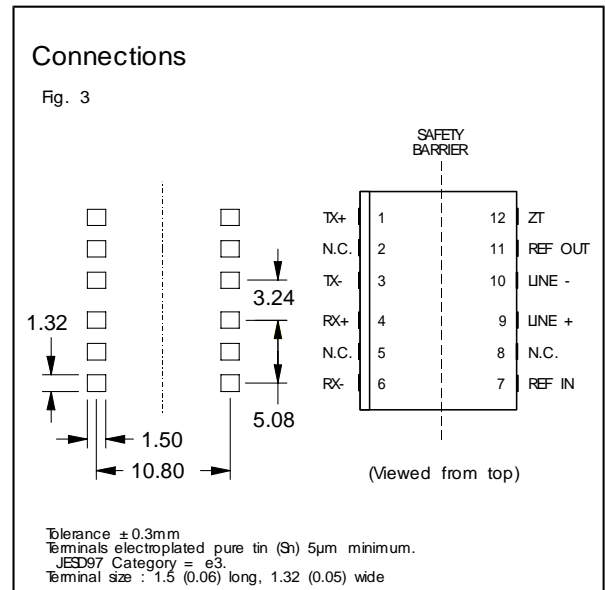 Connections
Fig. 3
SAFETY
BARRIER
TX+ 1 12 ZT
N.C. 2 11 REF OUT
TX- 3 10 LINE -
3.24
RX+ 4 9 LINE +
1.32
N.C. 5 8 N.C.
RX- 6 7 REF IN
5.08
1.50
10.80
(Viewed from top)
Tolerance ± 0.3mm
Terminals electroplated pure tin (Sn) 5µm minimum.
JESD97 Category = e3.
Terminal size : 1.5 (0.06) long, 1.32 (0.05) wide